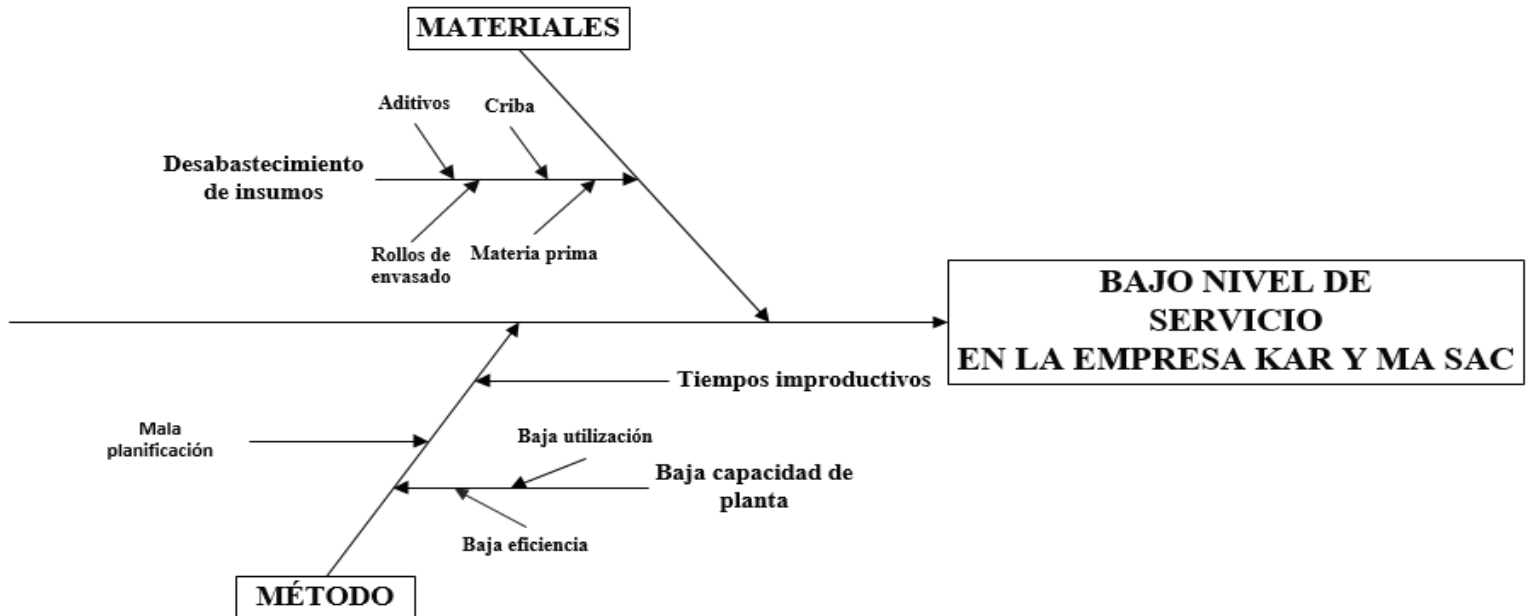 MATERIALES
Aditivos
Criba
Desabastecimiento
de insumos
Rollos de
envasado
Materia prima
BAJO NIVEL DE
SERVICIO
EN LA EMPRESA KAR Y MA SAC
Tiempos improductivos
Mala
planificación
Baja utilización
Baja capacidad de
planta
Baja eficiencia
MÉTODO